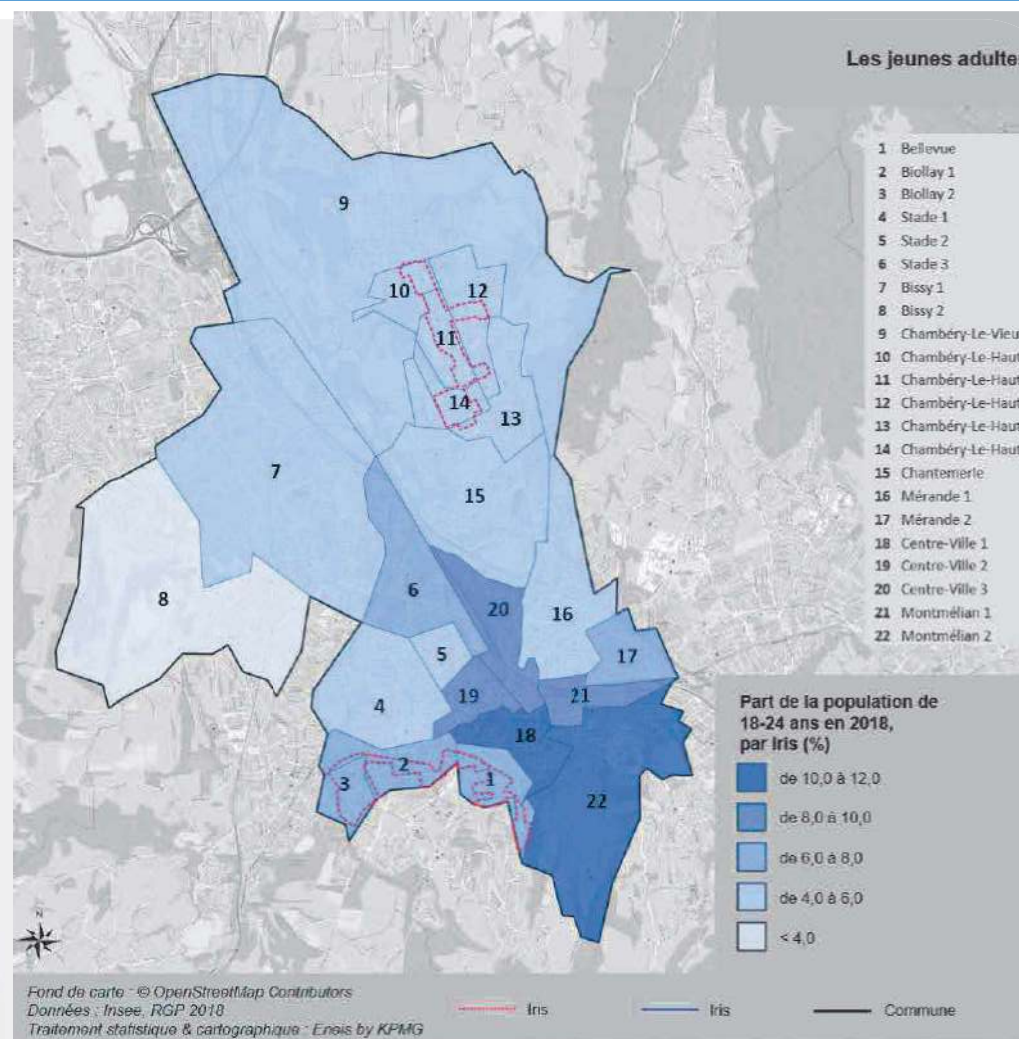 Les jeunes adulte
1 Bellevue
2 Biollay 1
3 Biollay 2
4 Stade 1
5 Stade 2
6 Stade 3
7 Bissy 1
8 Bissy 2
9 Chambéry-Le-Vieu
10 Chambéry-Le-Haut
11 Chambéry-Le-Haut
12 Chambéry-Le-Haut
13 Chambéry-Le-Haut
14 Chambéry-Le-Haut
15 Chantemerle
16 Mérande 1
17 Mérande 2
18 Centre-Ville 1
19 Centre-Ville 2
20 Centre-Ville 3
21 Montmélian 1
22 Montmélian 2
9
10
12
11
14
13
7
15
8
6
20
16
5
17
4
19
21
18
3
2
1
22
Part de la population de
18-24 ans en 2018,
par Iris (%)
de 10,0 à 12,0
de 8,0 à 10,0
de 6,0 à 8,0
de 4,0 à 6,0
< 4,0
N
Fond de carte : © OpenStreetMap Contributors
Données : Insee, RGP 2018
Traitement statistique & cartographique : Eneis by KPMG
Iris
Iris
Commune